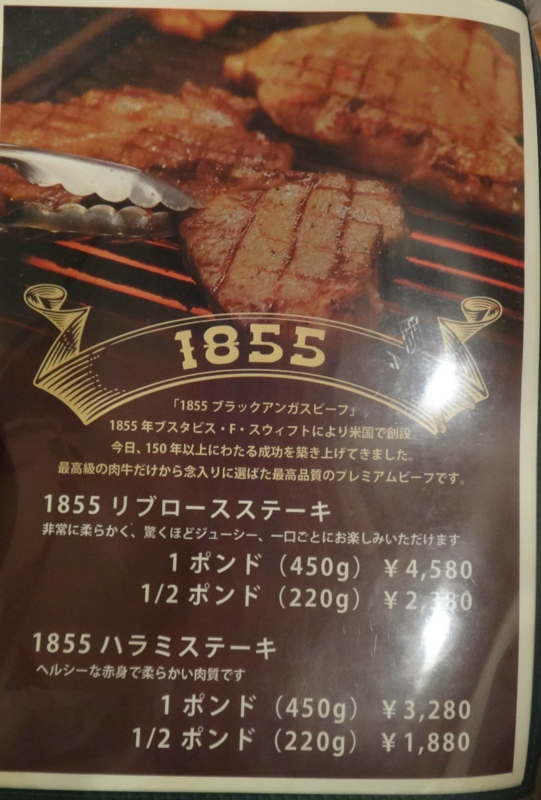 1855
「1855 ブラックアンガスビーフ」
1855 年ブスタビス・F・スウィフトにより米国で創設。
今日、150 年以上にわたる成功を築き上げてきました。
最高級の肉牛だけから念入りに選ばた最高品質のプレミアムビーフです。
1855 リブロースステーキ
非常に柔らかく、驚くほどジューシー、一口ごとにお楽しみいただけます
1 ポンド（450g）￥4,580
1/2 ポンド（220g）￥2,380
1855 ハラミステーキ
ヘルシーな赤身で柔らかい肉質です
1 ポンド（450g）￥3,280
1/2 ポンド（220g）￥1,880